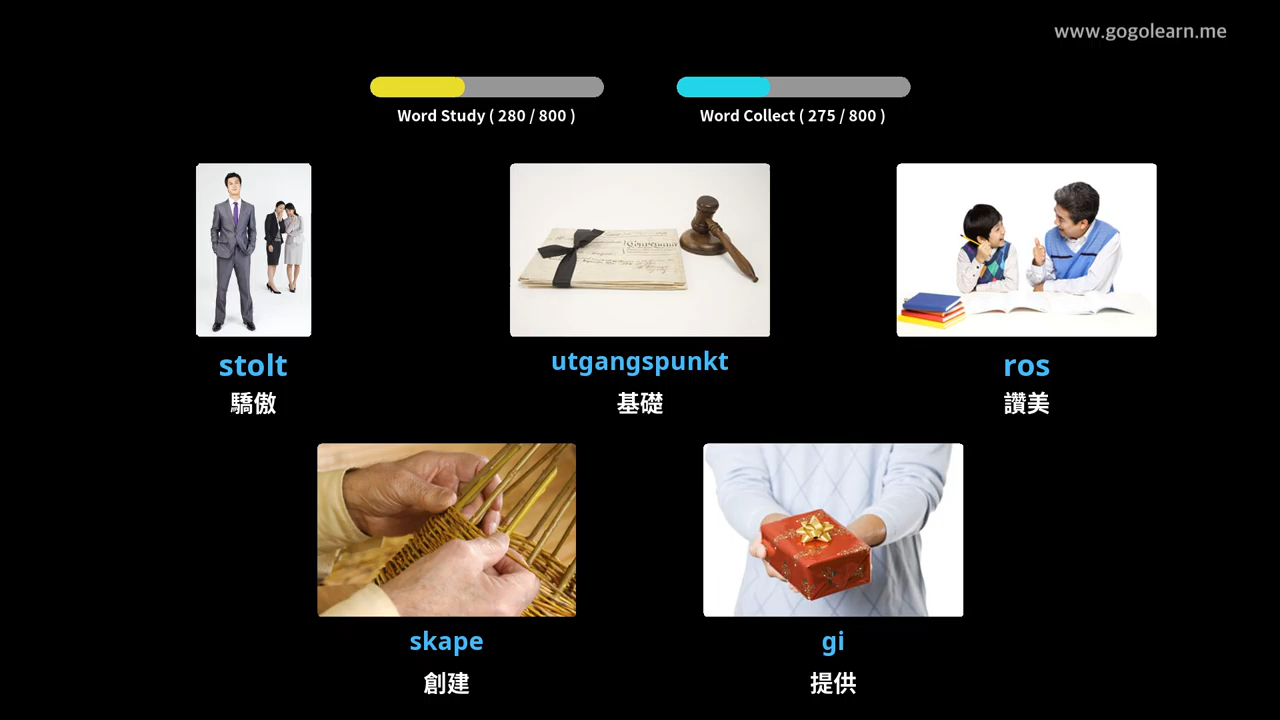 www.gogolearn.me
Word Study ( 280 / 800 )
Word Collect ( 275 / 800 )
stolt
驕傲
utgangspunkt
基礎
ros
讚美
skape
創建
gi
提供